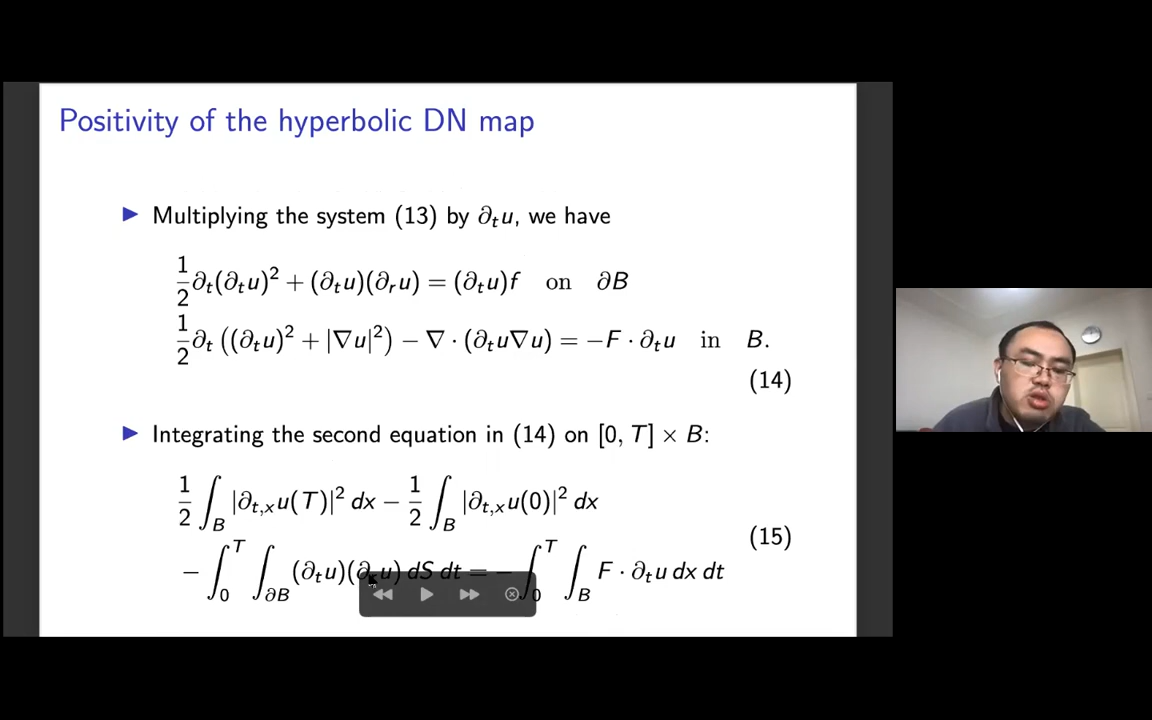 Positivity of the hyperbolic DN map
▶ Multiplying the system (13) by ∂ₜu, we have
½∂ₜ(∂ₜu)² + (∂ₜu)(∂ᵣu) = (∂ₜu)f on ∂B
½∂ₜ((∂ₜu)² + |∇u|²) − ∇ · (∂ₜu∇u) = −F · ∂ₜu in B.
(14)
▶ Integrating the second equation in (14) on [0, T] × B:
½∫_B |∂_{t,x}u(T)|² dx − ½∫_B |∂_{t,x}u(0)|² dx
− ∫₀ᵀ ∫_{∂B} (∂ₜu)(∂ᵣu) dS dt = − ∫₀ᵀ ∫_B F · ∂ₜu dx dt
(15)